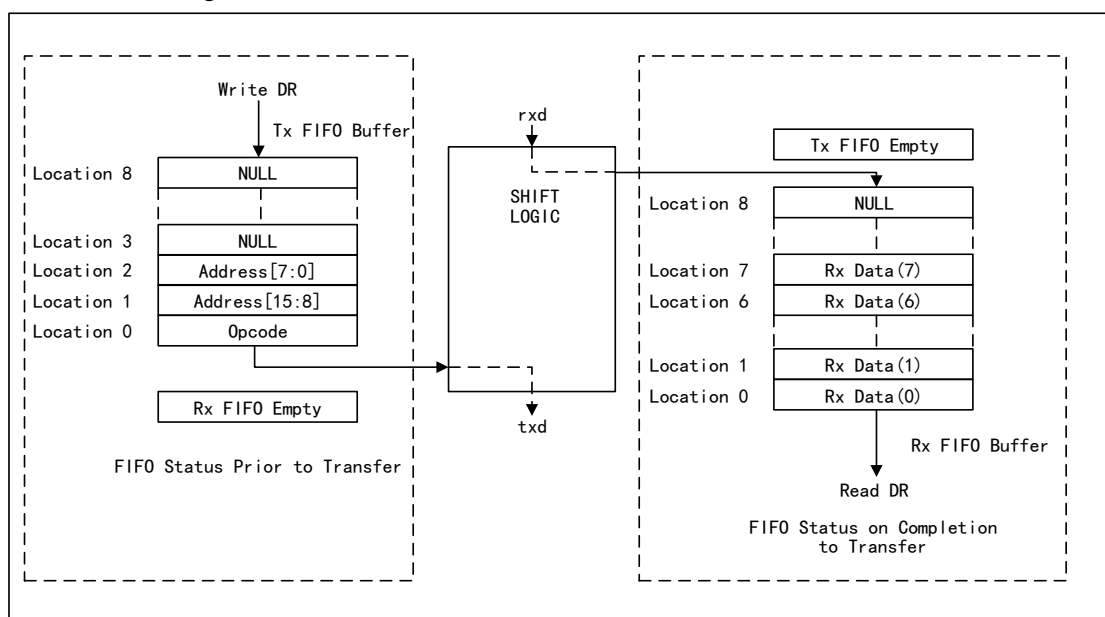 Write DR
Tx FIFO Buffer
Location 8 NULL
Location 3 NULL
Location 2 Address[7:0]
Location 1 Address[15:8]
Location 0 Opcode
Rx FIFO Empty
FIFO Status Prior to Transfer
rxd
SHIFT
LOGIC
txd
Tx FIFO Empty
Location 8 NULL
Location 7 Rx Data(7)
Location 6 Rx Data(6)
Location 1 Rx Data(1)
Location 0 Rx Data(0)
Rx FIFO Buffer
Read DR
FIFO Status on Completion
to Transfer